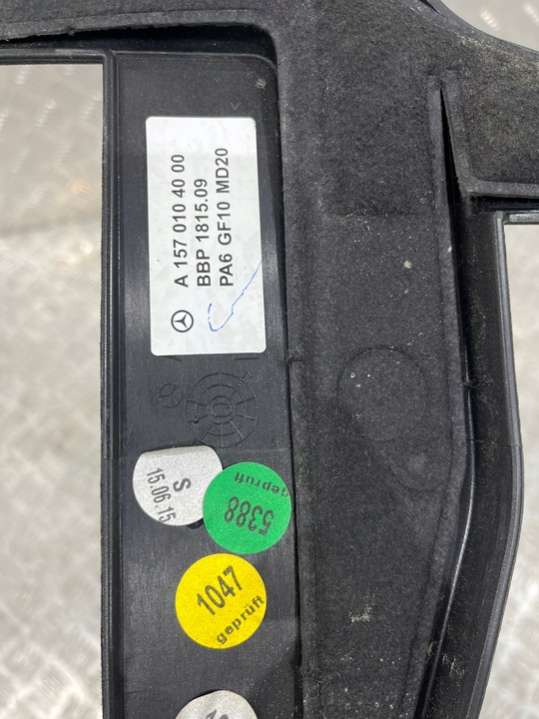 A 157 010 40 00
BBP 1815.09
PA6 GF10 MD20
S
15.06.15
5388
geprüft
1047
geprüft